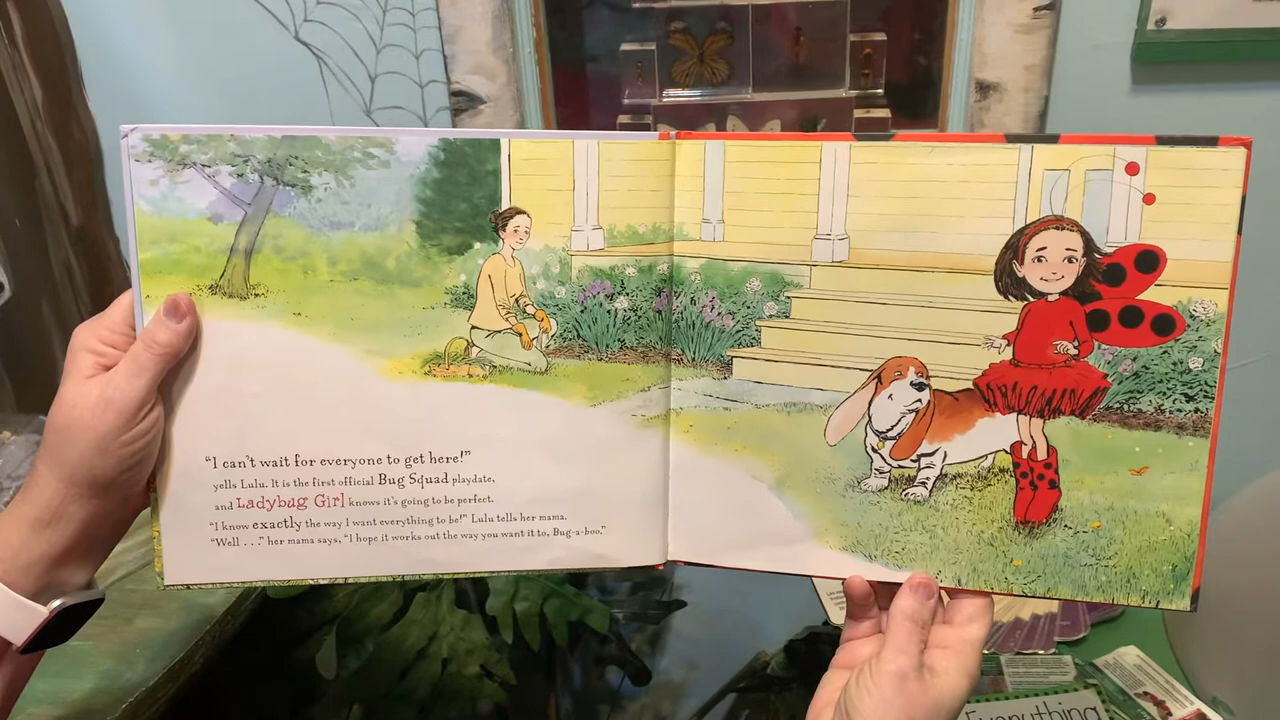 “I can’t wait for everyone to get here!”
yells Lulu. It is the first official Bug Squad playdate,
and Ladybug Girl knows it’s going to be perfect.
“I know exactly the way I want everything to be!” Lulu tells her mama.
“Well . . .” her mama says, “I hope it works out the way you want it to, Bug-a-boo.”
Everything